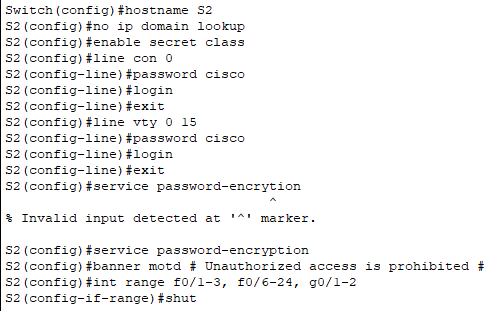 Switch(config)#hostname S2
S2(config)#no ip domain lookup
S2(config)#enable secret class
S2(config)#line con 0
S2(config-line)#password cisco
S2(config-line)#login
S2(config-line)#exit
S2(config)#line vty 0 15
S2(config-line)#password cisco
S2(config-line)#login
S2(config-line)#exit
S2(config)#service password-encrytion
^
% Invalid input detected at '^' marker.
S2(config)#service password-encryption
S2(config)#banner motd # Unauthorized access is prohibited #
S2(config)#int range f0/1-3, f0/6-24, g0/1-2
S2(config-if-range)#shut